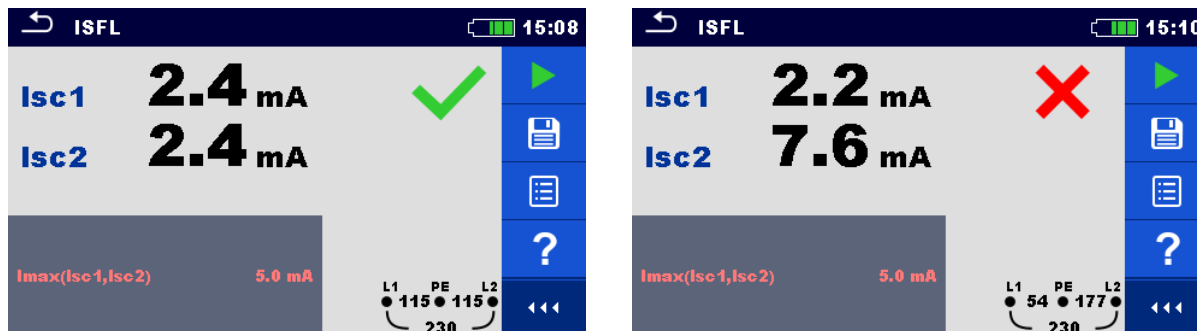 ISFL 15:08
Isc1 2.4 mA
Isc2 2.4 mA
?
Imax(Isc1,Isc2) 5.0 mA
L1 PE L2
115 115
230
ISFL 15:10
Isc1 2.2 mA
Isc2 7.6 mA
?
Imax(Isc1,Isc2) 5.0 mA
L1 PE L2
54 177
230